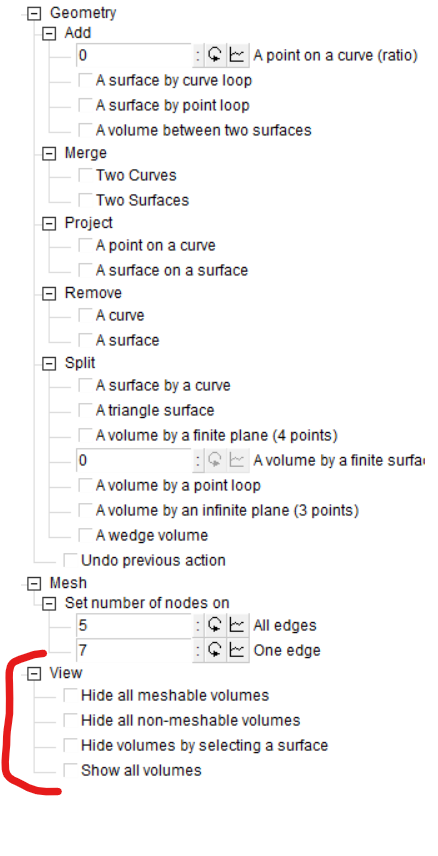 Geometry
Add
0 : A point on a curve (ratio)
A surface by curve loop
A surface by point loop
A volume between two surfaces
Merge
Two Curves
Two Surfaces
Project
A point on a curve
A surface on a surface
Remove
A curve
A surface
Split
A surface by a curve
A triangle surface
A volume by a finite plane (4 points)
0 : A volume by a finite surfa
A volume by a point loop
A volume by an infinite plane (3 points)
A wedge volume
Undo previous action
Mesh
Set number of nodes on
5 : All edges
7 : One edge
View
Hide all meshable volumes
Hide all non-meshable volumes
Hide volumes by selecting a surface
Show all volumes